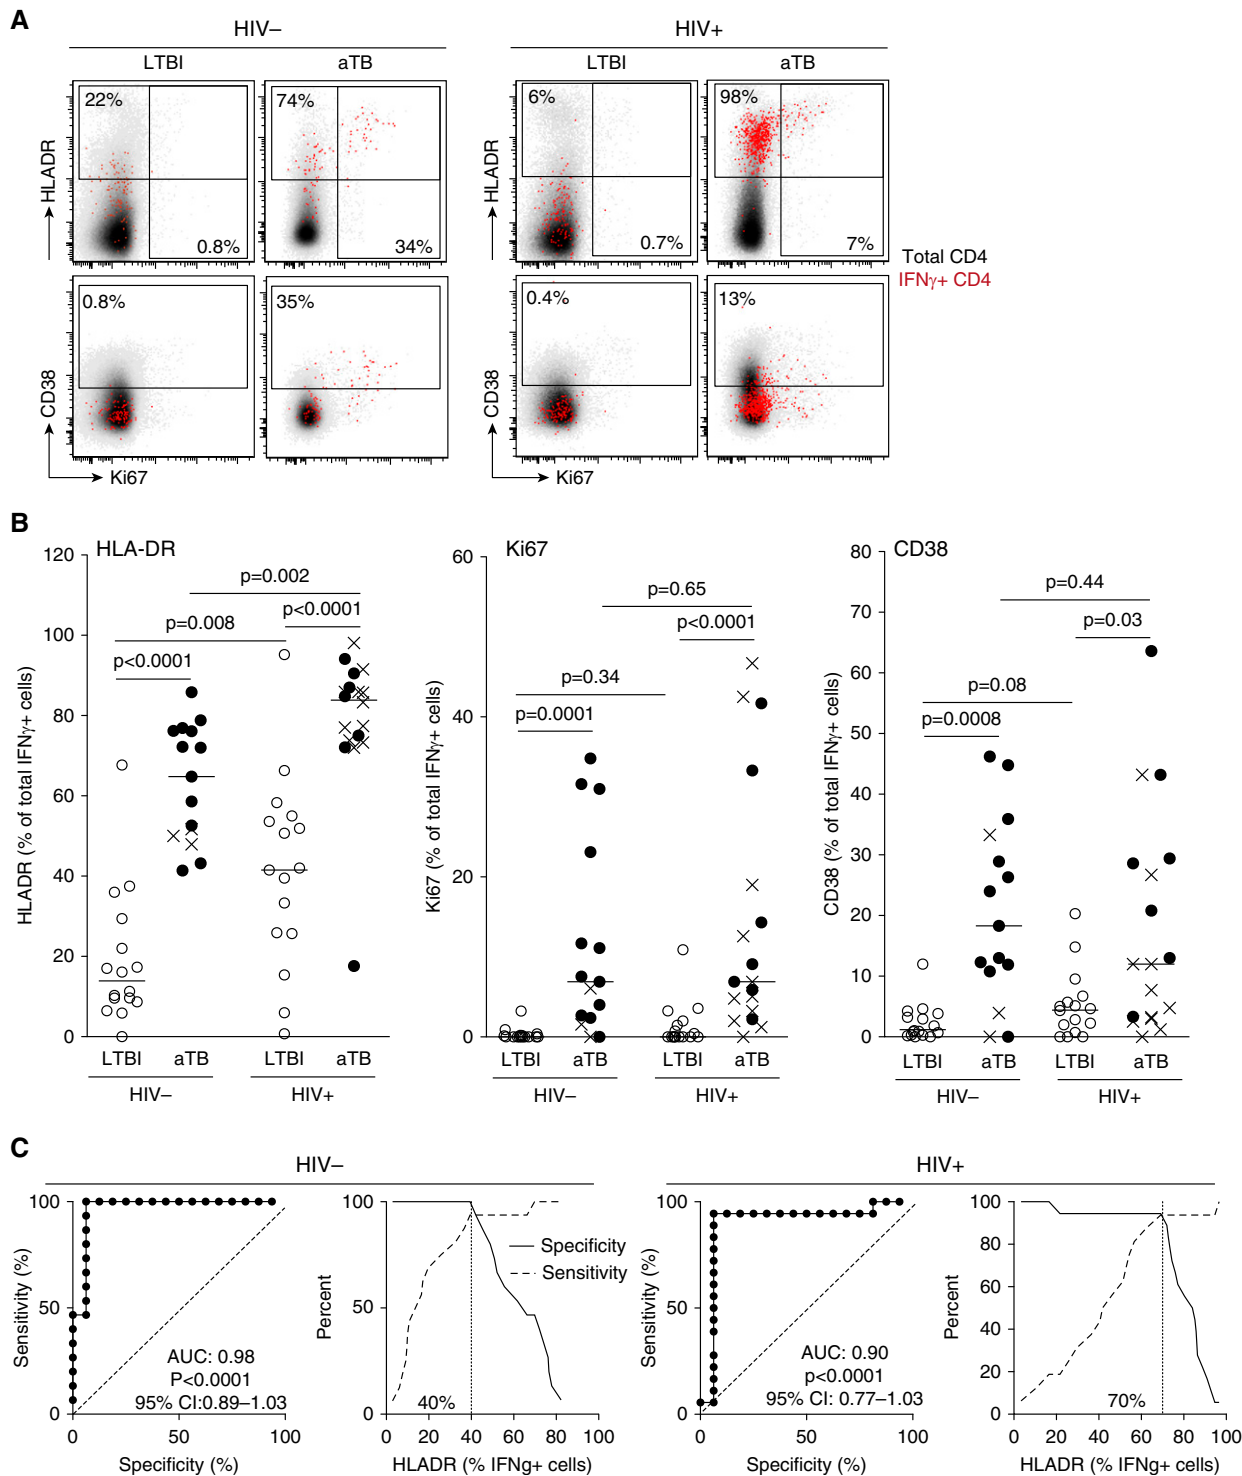 A
HIV–
HIV+
LTBI
aTB
LTBI
aTB
22%
74%
6%
98%
HLADR
HLADR
0.8%
34%
0.7%
7%
Total CD4
IFNγ+ CD4
0.8%
35%
0.4%
13%
CD38
CD38
Ki67
Ki67
B
HLA-DR
Ki67
CD38
HLADR (% of total IFNγ+ cells)
120
100
80
60
40
20
0
p=0.002
p<0.0001
p=0.008
p<0.0001
LTBI
aTB
LTBI
aTB
HIV–
HIV+
Ki67 (% of total IFNγ+ cells)
60
40
20
0
p=0.65
p<0.0001
p=0.34
p=0.0001
LTBI
aTB
LTBI
aTB
HIV–
HIV+
CD38 (% of total IFNγ+ cells)
80
70
60
50
40
30
20
10
0
p=0.44
p=0.03
p=0.08
p=0.0008
LTBI
aTB
LTBI
aTB
HIV–
HIV+
C
HIV–
HIV+
Sensitivity (%)
100
50
0
AUC: 0.98
P<0.0001
95% CI:0.89–1.03
0
50
100
Specificity (%)
Percent
100
50
0
Specificity
Sensitivity
40%
0
20
40
60
80
100
HLADR (% IFNg+ cells)
Sensitivity (%)
100
50
0
AUC: 0.90
p<0.0001
95% CI: 0.77–1.03
0
50
100
Specificity (%)
Percent
100
80
60
40
20
0
70%
0
20
40
60
80
100
HLADR (% IFNg+ cells)